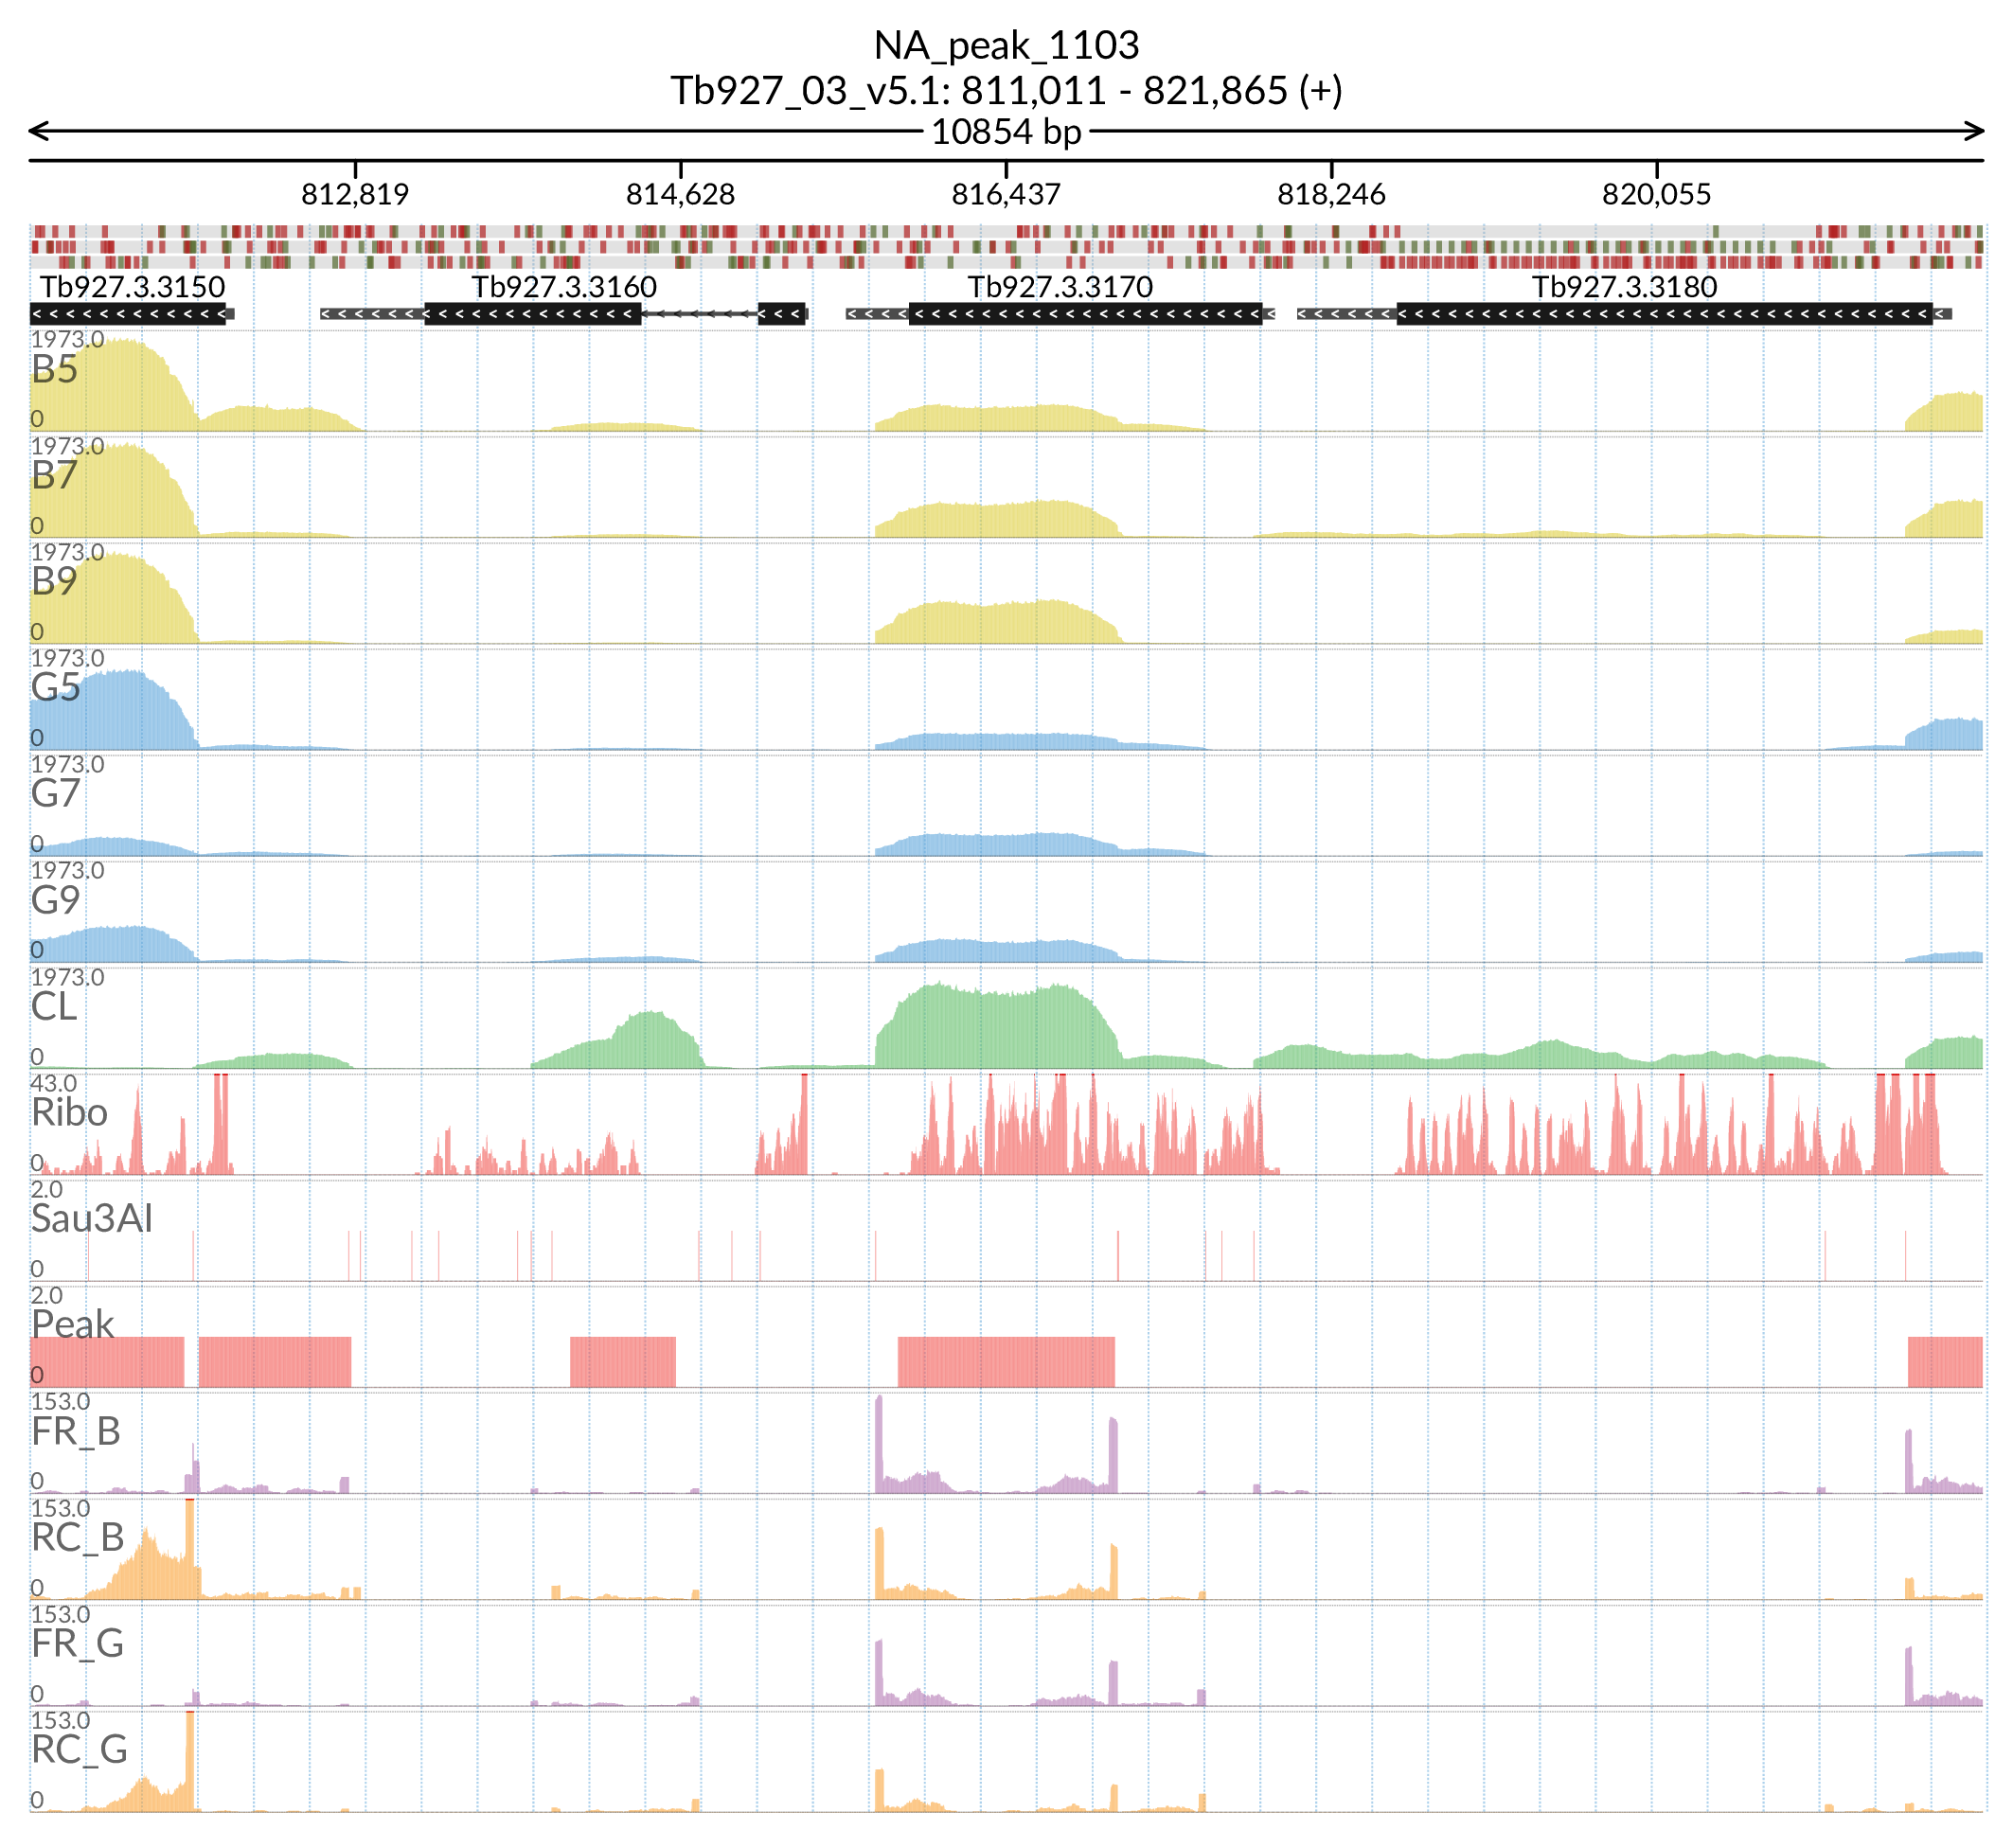 NA_peak_1103
Tb927_03_v5.1: 811,011 - 821,865 (+)
10854 bp
812,819 814,628 816,437 818,246 820,055
Tb927.3.3150 Tb927.3.3160 Tb927.3.3170 Tb927.3.3180
1973.0
B5
0
1973.0
B7
0
1973.0
B9
0
1973.0
G5
0
1973.0
G7
0
1973.0
G9
0
1973.0
CL
0
43.0
Ribo
0
2.0
Sau3AI
0
2.0
Peak
0
153.0
FR_B
0
153.0
RC_B
0
153.0
FR_G
0
153.0
RC_G
0